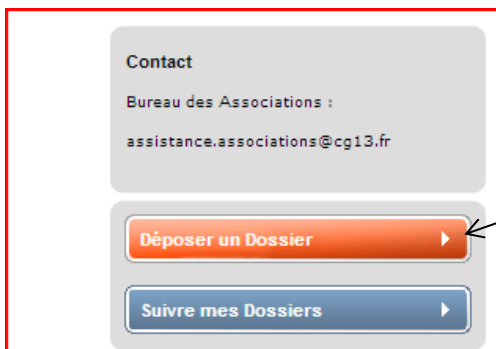 Contact
Bureau des Associations :
assistance.associations@cg13.fr
Déposer un Dossier
Suivre mes Dossiers